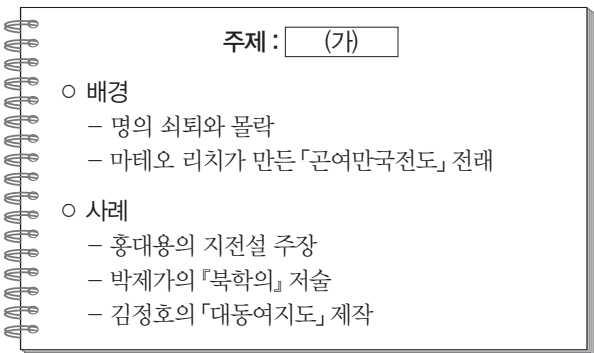 주제 : (가)
○ 배경
– 명의 쇠퇴와 몰락
– 마테오 리치가 만든 「곤여만국전도」 전래
○ 사례
– 홍대용의 지전설 주장
– 박제가의 『북학의』 저술
– 김정호의 「대동여지도」 제작